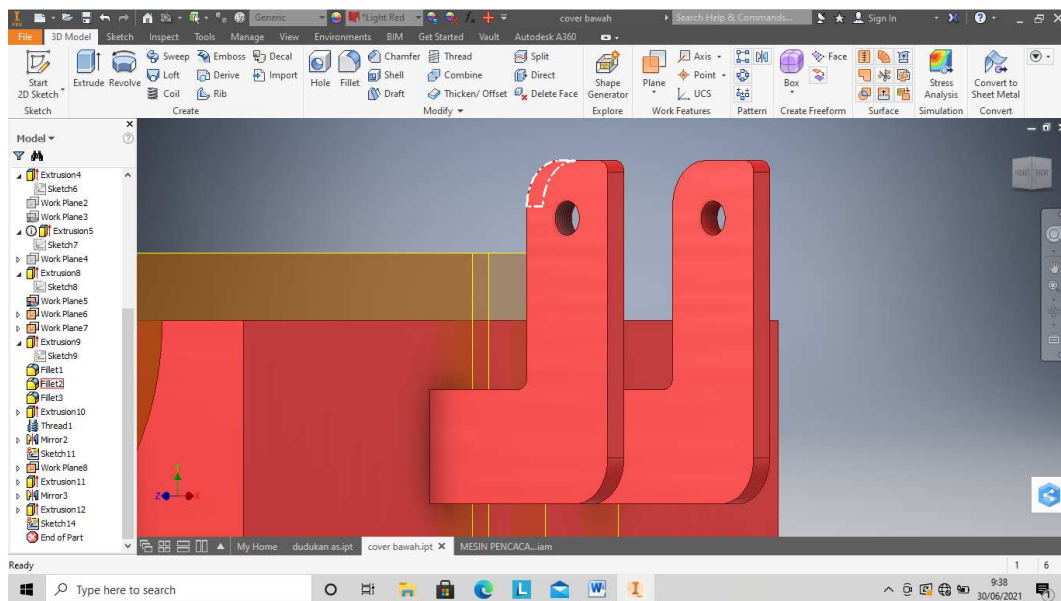 Generic
*Light Red
cover bawah
Search Help & Commands...
Sign In
File 3D Model Sketch Inspect Tools Manage View Environments BIM Get Started Vault Autodesk A360
Start
2D Sketch
Extrude Revolve
Sweep Emboss Decal
Loft Derive Import
Coil Rib
Hole Fillet
Chamfer Thread Split
Shell Combine Direct
Draft Thicken/ Offset Delete Face
Shape
Generator
Plane
Axis
Point
UCS
Box
Face
Stress
Analysis
Convert to
Sheet Metal
Sketch Create Modify Explore Work Features Pattern Create Freeform Surface Simulation Convert
Model
Extrusion4
Sketch6
Work Plane2
Work Plane3
Extrusion5
Sketch7
Work Plane4
Extrusion8
Sketch8
Work Plane5
Work Plane6
Work Plane7
Extrusion9
Sketch9
Fillet1
Fillet2
Fillet3
Extrusion10
Thread1
Mirror2
Sketch11
Work Plane8
Extrusion11
Mirror3
Extrusion12
Sketch14
End of Part
FRONT RIGHT
Y
Z X
My Home dudukan as.ipt cover bawah.ipt MESIN PENCACA...iam
Ready
1 6
Type here to search
9:38
30/06/2021